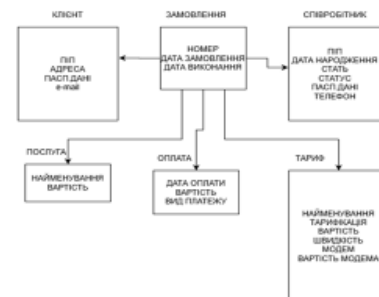 КЛІЄНТ
ЗАМОВЛЕННЯ
СПІВРОБІТНИК
ПІП
АДРЕСА
ПАСП.ДАНІ
e-mail
НОМЕР
ДАТА ЗАМОВЛЕННЯ
ДАТА ВИКОНАННЯ
ПІП
ДАТА НАРОДЖЕННЯ
СТАТЬ
СТАТУС
ПАСП.ДАНІ
ТЕЛЕФОН
ПОСЛУГА
ОПЛАТА
ТАРИФ
НАЙМЕНУВАННЯ
ВАРТІСТЬ
ДАТА ОПЛАТИ
ВАРТІСТЬ
ВИД ПЛАТЕЖУ
НАЙМЕНУВАННЯ
ТАРИФІКАЦІЯ
ВАРТІСТЬ
ШВИДКІСТЬ
МОДЕМ
ВАРТІСТЬ МОДЕМА